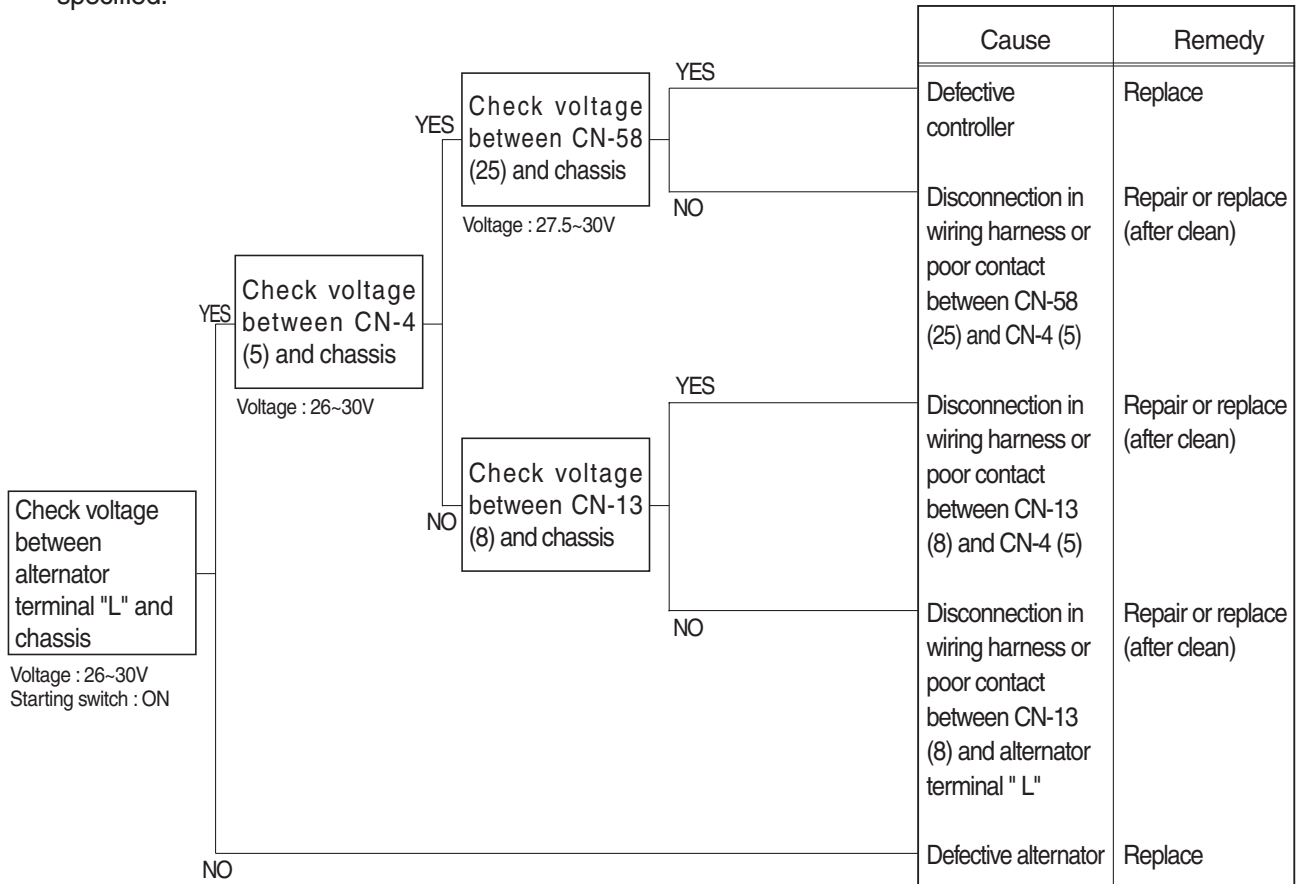 specified.
Cause
Remedy
YES
Check voltage
between CN-58
(25) and chassis
YES
Defective
controller
Replace
NO
Voltage : 27.5~30V
Disconnection in
wiring harness or
poor contact
between CN-58
(25) and CN-4 (5)
Repair or replace
(after clean)
YES
Check voltage
between CN-4
(5) and chassis
Voltage : 26~30V
YES
Disconnection in
wiring harness or
poor contact
between CN-13
(8) and CN-4 (5)
Repair or replace
(after clean)
Check voltage
between CN-13
(8) and chassis
NO
Check voltage
between
alternator
terminal "L" and
chassis
Voltage : 26~30V
Starting switch : ON
NO
Disconnection in
wiring harness or
poor contact
between CN-13
(8) and alternator
terminal " L"
Repair or replace
(after clean)
NO
Defective alternator
Replace